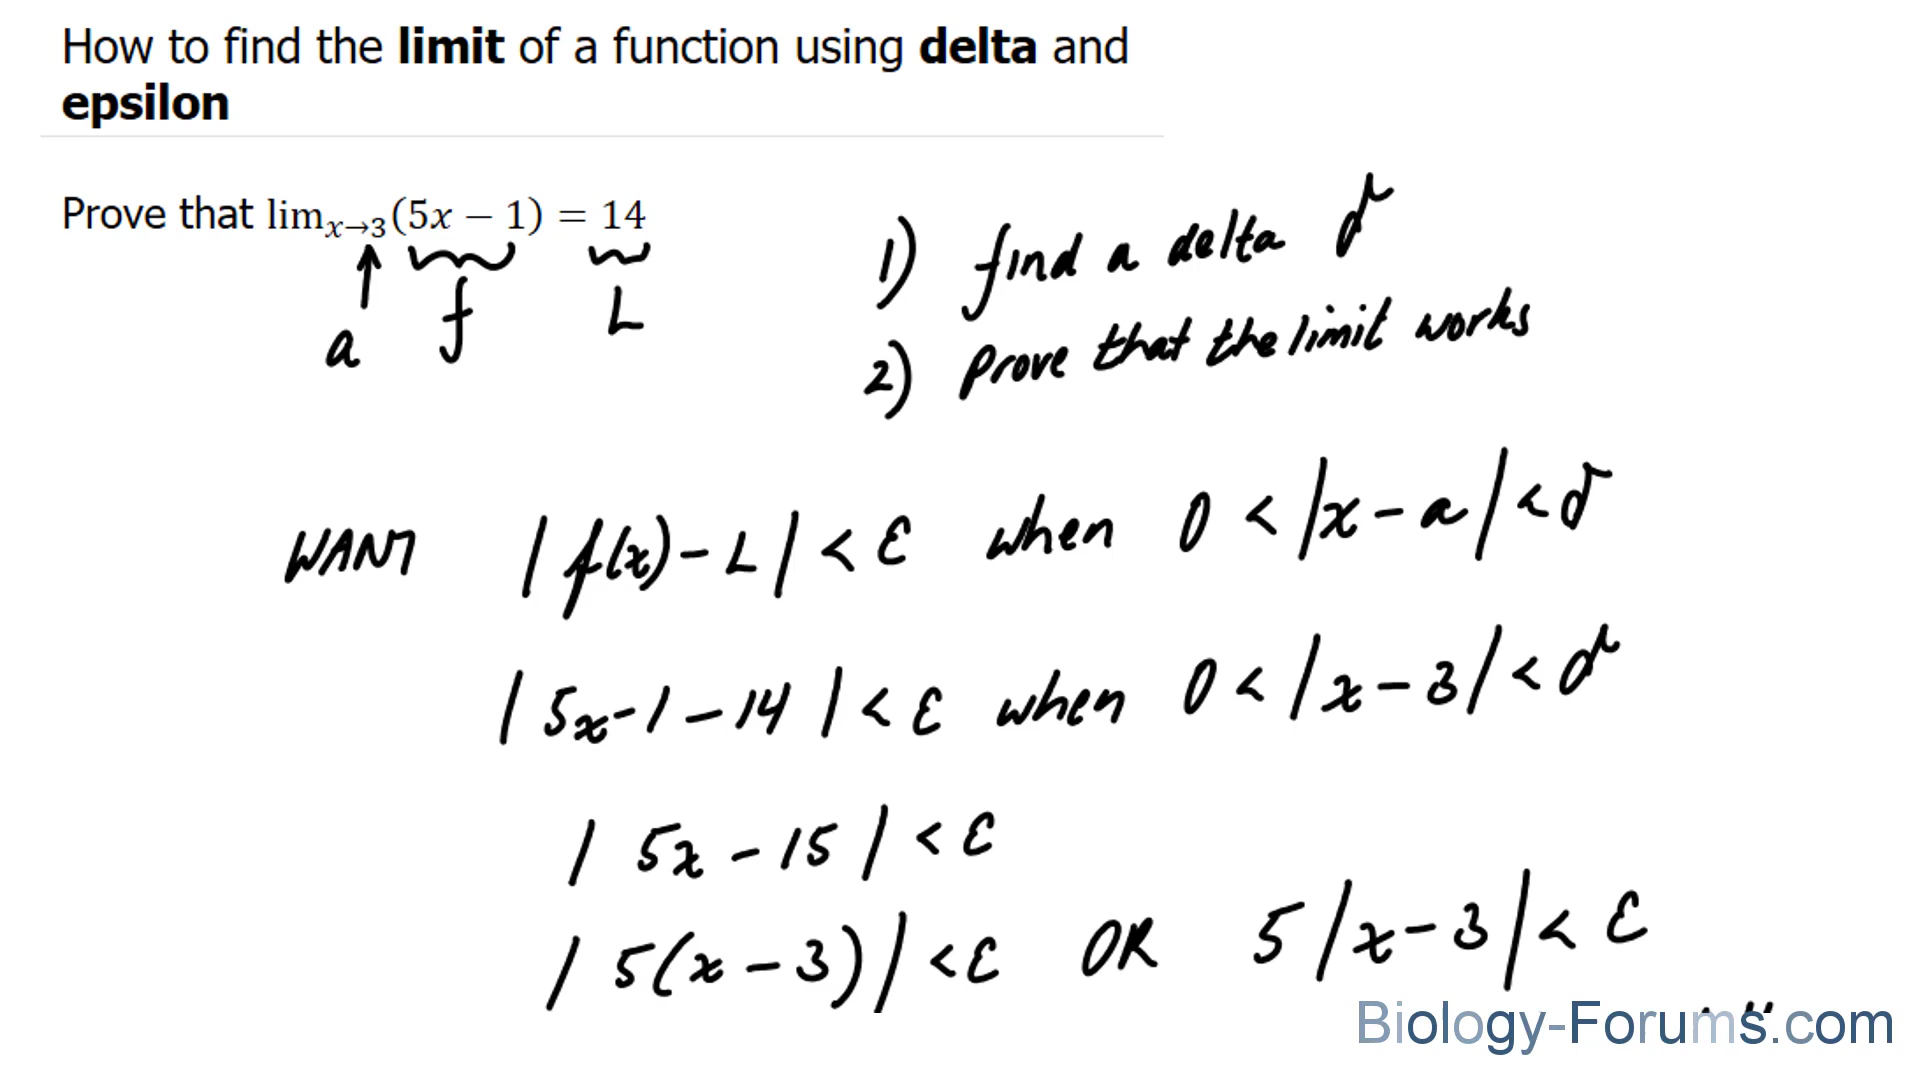 How to find the limit of a function using delta and
epsilon
Prove that lim x→3 (5x − 1) = 14
a
f
L
1) find a delta δ
2) Prove that the limit works
WANT |f(x) - L| < ε when 0 < |x - a| < δ
|5x - 1 - 14| < ε when 0 < |x - 3| < δ
|5x - 15| < ε
|5(x - 3)| < ε OR 5|x - 3| < ε
Biology-Forums.com